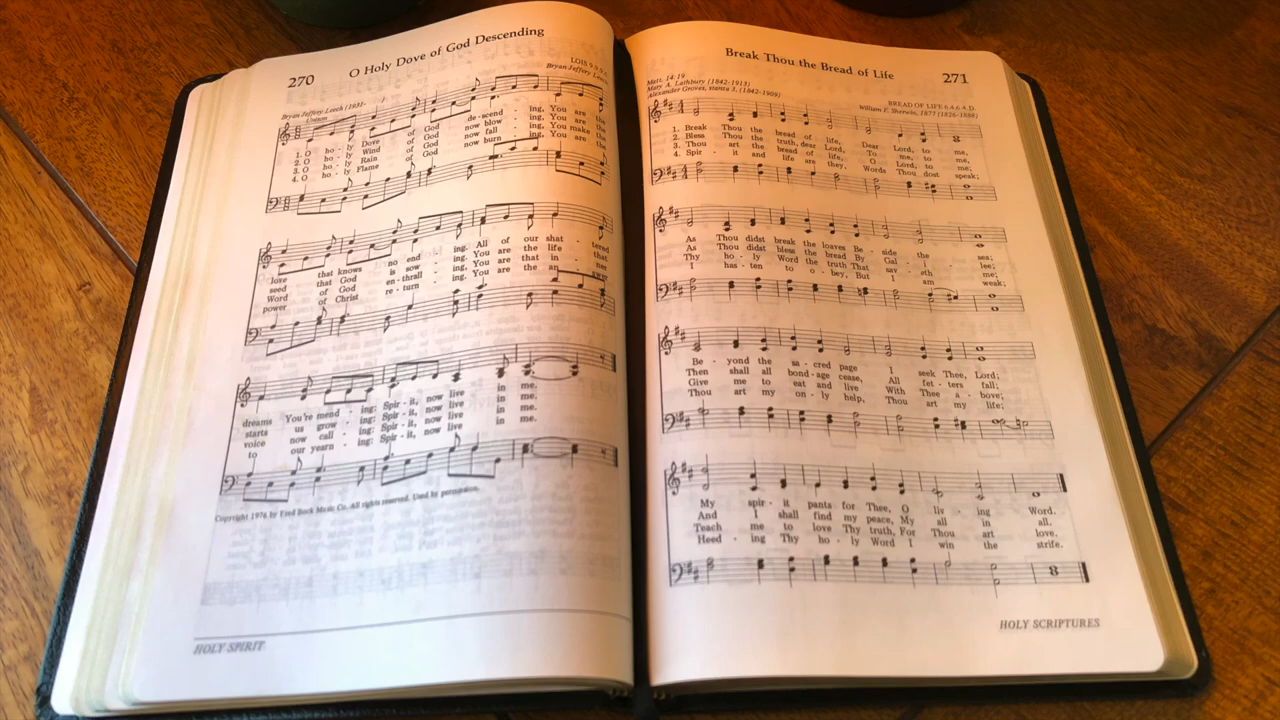 270
O Holy Dove of God Descending
LOIS 9.9.9.
Bryan Jeffery Leech
Bryan Jeffery Leech (1931-
Unison
1. O ho - ly Dove of God de - scend - ing, You are the
2. O ho - ly Wind of God now blow - ing, You are the
3. O ho - ly Rain of God now fall - ing, You make the
4. O ho - ly Flame of God now burn - ing, You are the
love that knows no end - ing. All of our shat - tered
seed that God is sow - ing. You are the life that
Word of God en - thrall - ing. You are that in - ner
power of Christ re - turn - ing. You are the an - swer
dreams You're mend - ing: Spir - it, now live in me.
starts us grow - ing: Spir - it, now live in me.
voice now call - ing: Spir - it, now live in me.
to our yearn - ing: Spir - it, now live in me.
Copyright 1976 by Fred Bock Music Co. All rights reserved. Used by permission.
HOLY SPIRIT
Break Thou the Bread of Life
271
Matt. 14:19
Mary A. Lathbury (1842-1913)
Alexander Groves, stanza 3, (1842-1909)
BREAD OF LIFE 6.4.6.4.D.
William F. Sherwin, 1877 (1826-1888)
1. Break Thou the bread of life, Dear Lord, to me,
2. Bless Thou the truth, dear Lord, To me, to me,
3. Thou art the bread of life, O Lord, to me;
4. Spir - it and life are they, Words Thou dost speak;
As Thou didst break the loaves Be - side the sea;
As Thou didst bless the bread By Gal - i - lee;
Thy ho - ly Word the truth That sav - eth me;
I has - ten to o - bey, But I am weak;
Be - yond the sa - cred page I seek Thee, Lord;
Then shall all bond - age cease, All fet - ters fall;
Give me to eat and live With Thee a - bove;
Thou art my on - ly help, Thou art my life;
My spir - it pants for Thee, O liv - ing Word.
And I shall find my peace, My all in all.
Teach me to love Thy truth, For Thou art love.
Heed - ing Thy ho - ly Word I win the strife.
HOLY SCRIPTURES